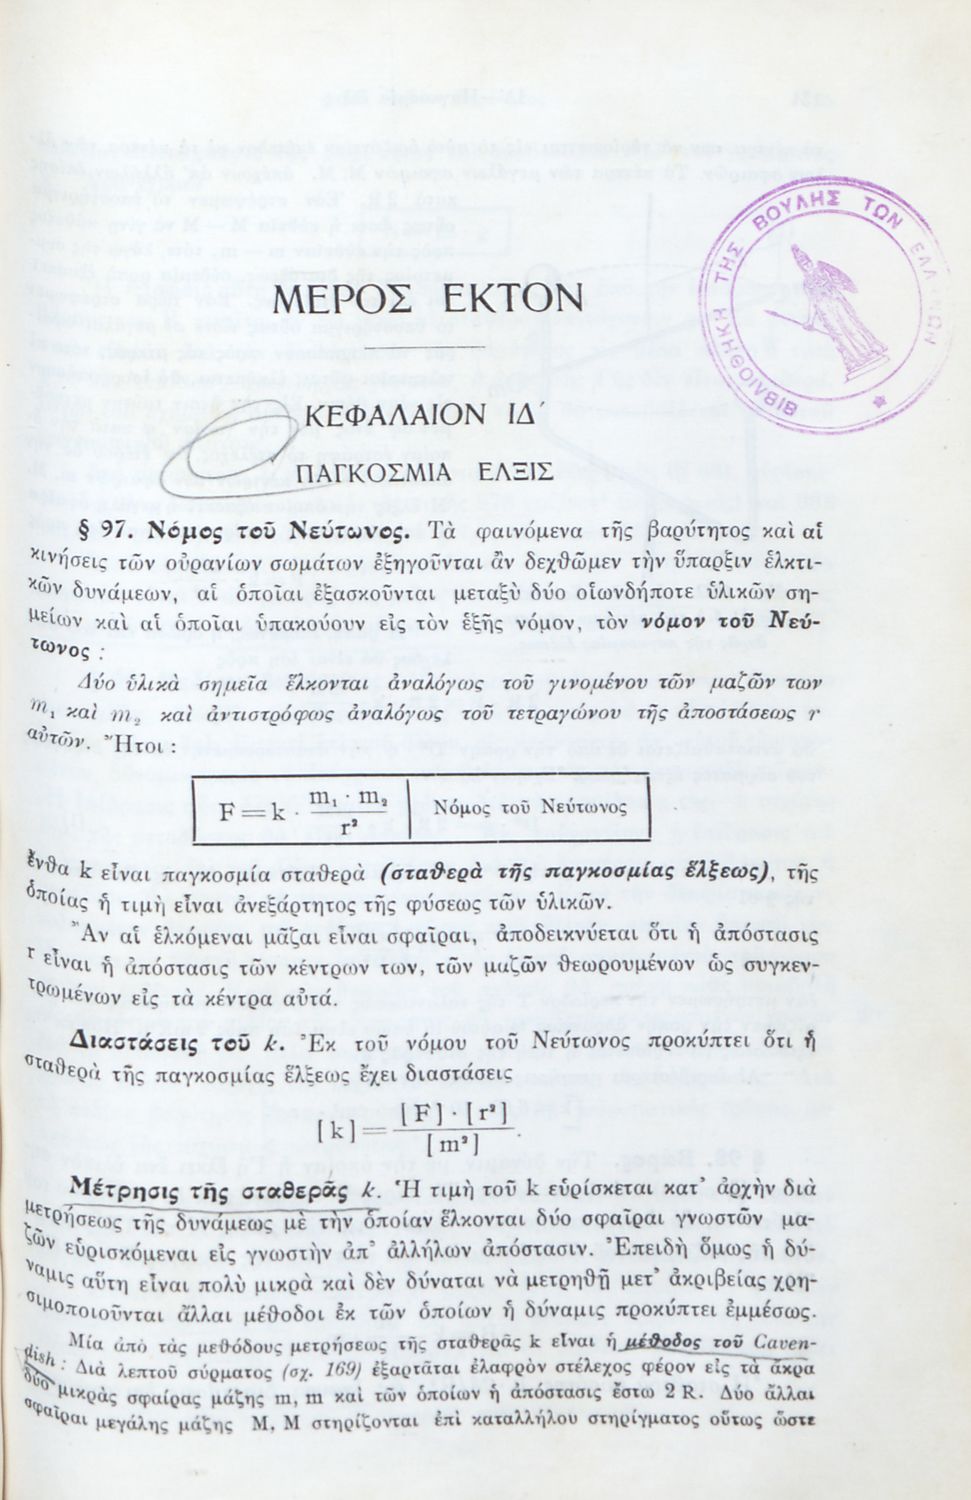 ΒΙΒΛΙΟΘΗΚΗ ΤΗΣ ΒΟΥΛΗΣ ΤΩΝ ΕΛΛΗΝΩΝ
ΜΕΡΟΣ ΕΚΤΟΝ
ΚΕΦΑΛΑΙΟΝ ΙΔ
ΠΑΓΚΟΣΜΙΑ ΕΛΞΙΣ
§ 97. Νόμος τοῦ Νεύτωνος. Τὰ φαινόμενα τῆς βαρύτητος καὶ αἱ
κινήσεις τῶν οὐρανίων σωμάτων ἐξηγοῦνται ἂν δεχθῶμεν τὴν ὕπαρξιν ἑλκτι-
κῶν δυνάμεων, αἱ ὁποῖαι ἐξασκοῦνται μεταξὺ δύο οἱωνδήποτε ὑλικῶν ση-
μείων καὶ αἱ ὁποῖαι ὑπακούουν εἰς τὸν ἑξῆς νόμον, τὸν νόμον τοῦ Νεύ-
τωνος :
Δύο ὑλικὰ σημεῖα ἕλκονται ἀναλόγως τοῦ γινομένου τῶν μαζῶν των
m₁ καὶ m₂ καὶ ἀντιστρόφως ἀναλόγως τοῦ τετραγώνου τῆς ἀποστάσεως r
αὐτῶν. Ἤτοι :
F = k · m₁ · m₂ / r² Νόμος τοῦ Νεύτωνος
ἔνθα k εἶναι παγκοσμία σταθερὰ (σταθερὰ τῆς παγκοσμίας ἕλξεως), τῆς
ὁποίας ἡ τιμὴ εἶναι ἀνεξάρτητος τῆς φύσεως τῶν ὑλικῶν.
Ἂν αἱ ἑλκόμεναι μᾶζαι εἶναι σφαῖραι, ἀποδεικνύεται ὅτι ἡ ἀπόστασις
r εἶναι ἡ ἀπόστασις τῶν κέντρων των, τῶν μαζῶν θεωρουμένων ὡς συγκεν-
τρωμένων εἰς τὰ κέντρα αὐτά.
Διαστάσεις τοῦ k. Ἐκ τοῦ νόμου τοῦ Νεύτωνος προκύπτει ὅτι ἡ
σταθερὰ τῆς παγκοσμίας ἕλξεως ἔχει διαστάσεις
[k] = [F] · [r²] / [m²] .
Μέτρησις τῆς σταθερᾶς k. Ἡ τιμὴ τοῦ k εὑρίσκεται κατ' ἀρχὴν διὰ
μετρήσεως τῆς δυνάμεως μὲ τὴν ὁποίαν ἕλκονται δύο σφαῖραι γνωστῶν μα-
ζῶν εὑρισκόμεναι εἰς γνωστὴν ἀπ' ἀλλήλων ἀπόστασιν. Ἐπειδὴ ὅμως ἡ δύ-
ναμις αὕτη εἶναι πολὺ μικρὰ καὶ δὲν δύναται νὰ μετρηθῇ μετ' ἀκριβείας χρη-
σιμοποιοῦνται ἄλλαι μέθοδοι ἐκ τῶν ὁποίων ἡ δύναμις προκύπτει ἐμμέσως.
Μία ἀπὸ τὰς μεθόδους μετρήσεως τῆς σταθερᾶς k εἶναι ἡ μέθοδος τοῦ Caven-
dish : Διὰ λεπτοῦ σύρματος (σχ. 169) ἐξαρτᾶται ἐλαφρὸν στέλεχος φέρον εἰς τὰ ἄκρα
δύο μικρὰς σφαίρας μάζης m, m καὶ τῶν ὁποίων ἡ ἀπόστασις ἔστω 2 R. Δύο ἄλλαι
σφαῖραι μεγάλης μάζης M, M στηρίζονται ἐπὶ καταλλήλου στηρίγματος οὕτως ὥστε